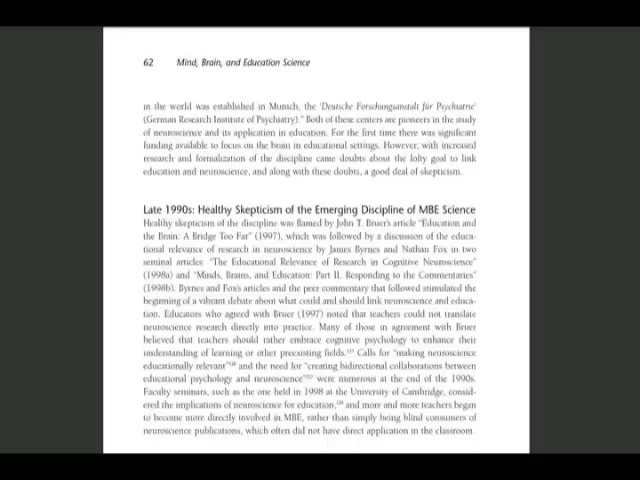 62 Mind, Brain, and Education Science
in the world was established in Munich, the 'Deutsche Forschungsanstalt für Psychiatrie'
(German Research Institute of Psychiatry)." Both of these centers are pioneers in the study
of neuroscience and its application in education. For the first time there was significant
funding available to focus on the brain in educational settings. However, with increased
research and formalization of the discipline came doubts about the lofty goal to link
education and neuroscience, and along with these doubts, a good deal of skepticism.
Late 1990s: Healthy Skepticism of the Emerging Discipline of MBE Science
Healthy skepticism of the discipline was flamed by John T. Bruer's article "Education and
the Brain: A Bridge Too Far" (1997), which was followed by a discussion of the educa-
tional relevance of research in neuroscience by James Byrnes and Nathan Fox in two
seminal articles: "The Educational Relevance of Research in Cognitive Neuroscience"
(1998a) and "Minds, Brains, and Education: Part II. Responding to the Commentaries"
(1998b). Byrnes and Fox's articles and the peer commentary that followed stimulated the
beginning of a vibrant debate about what could and should link neuroscience and educa-
tion. Educators who agreed with Bruer (1997) noted that teachers could not translate
neuroscience research directly into practice. Many of those in agreement with Bruer
believed that teachers should rather embrace cognitive psychology to enhance their
understanding of learning or other preexisting fields. Calls for "making neuroscience
educationally relevant" and the need for "creating bidirectional collaborations between
educational psychology and neuroscience" were numerous at the end of the 1990s.
Faculty seminars, such as the one held in 1998 at the University of Cambridge, consid-
ered the implications of neuroscience for education, and more and more teachers began
to become more directly involved in MBE, rather than simply being blind consumers of
neuroscience publications, which often did not have direct application in the classroom.